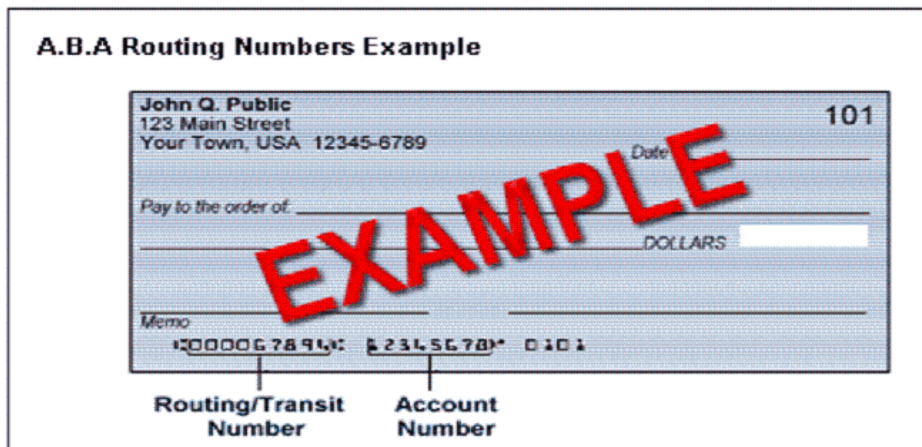 A.B.A Routing Numbers Example
John Q. Public
101
123 Main Street
Your Town, USA 12345-6789
Date
Pay to the order of:
DOLLARS
EXAMPLE
Memo
⑆000067894⑆ 12345678⑈ 0101
Routing/Transit Number
Account Number